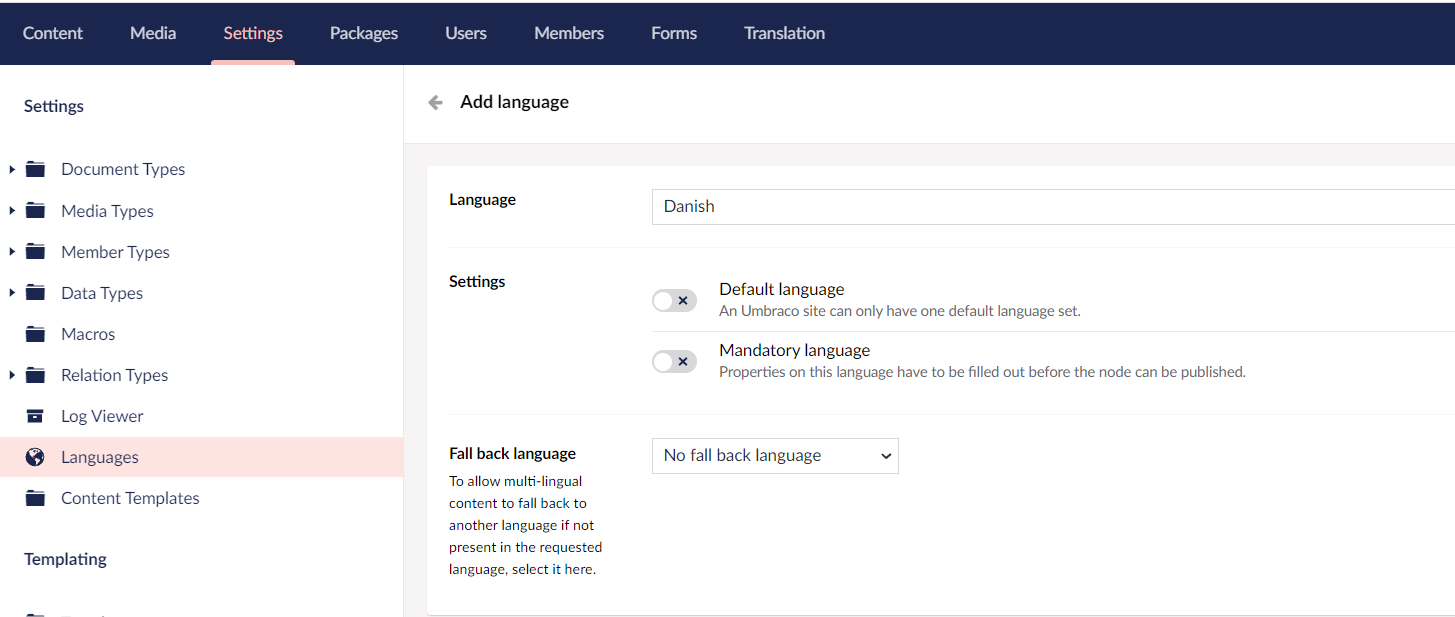 Content Media Settings Packages Users Members Forms Translation
Settings
Document Types
Media Types
Member Types
Data Types
Macros
Relation Types
Log Viewer
Languages
Content Templates
Templating
Add language
Language
Danish
Settings
Default language
An Umbraco site can only have one default language set.
Mandatory language
Properties on this language have to be filled out before the node can be published.
Fall back language
To allow multi-lingual
content to fall back to
another language if not
present in the requested
language, select it here.
No fall back language